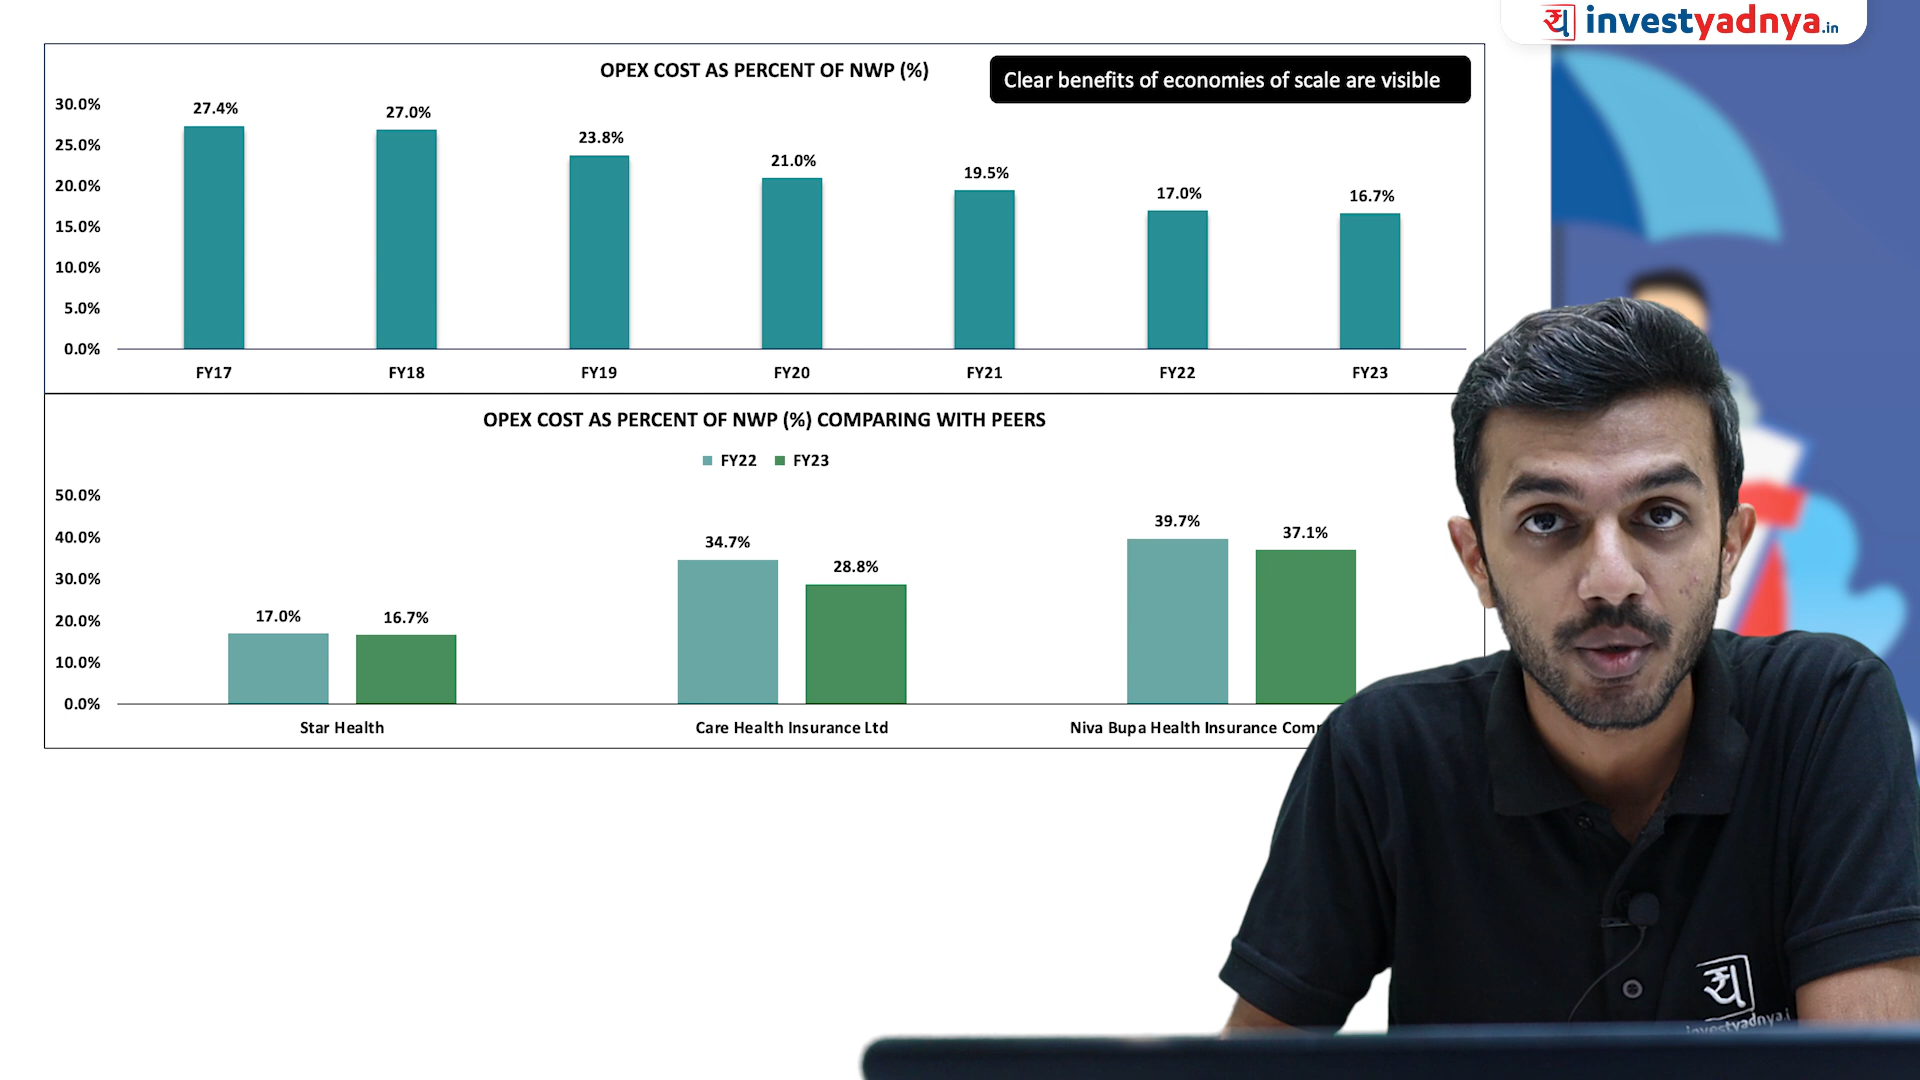 investyadnya.in
OPEX COST AS PERCENT OF NWP (%)
Clear benefits of economies of scale are visible
30.0%
25.0%
20.0%
15.0%
10.0%
5.0%
0.0%
27.4%
27.0%
23.8%
21.0%
19.5%
17.0%
16.7%
FY17
FY18
FY19
FY20
FY21
FY22
FY23
OPEX COST AS PERCENT OF NWP (%) COMPARING WITH PEERS
FY22 FY23
50.0%
40.0%
30.0%
20.0%
10.0%
0.0%
17.0%
16.7%
34.7%
28.8%
39.7%
37.1%
Star Health
Care Health Insurance Ltd
Niva Bupa Health Insurance
investyadnya.i